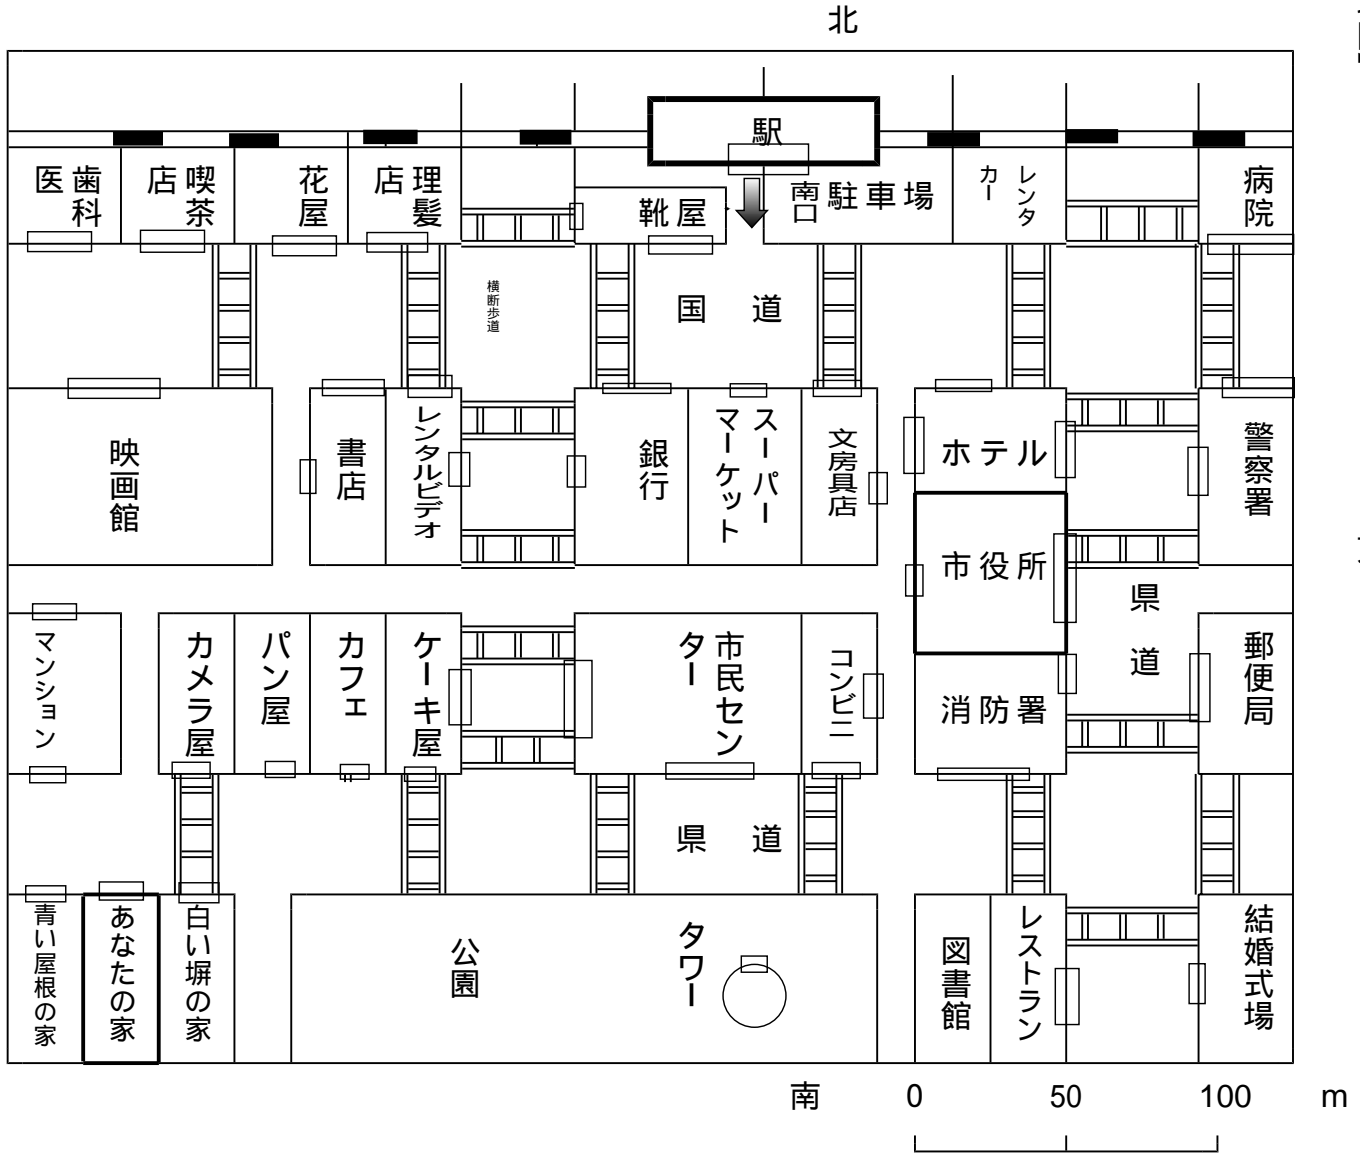 北
駅
歯科
医
喫茶
店
花屋
理髪
店
靴屋
南口
駐車場
レンタ
カー
病院
横断歩道
国道
映画館
書店
レンタルビデオ
銀行
スーパー
マーケット
文房具店
ホテル
警察署
市役所
県道
マンション
カメラ屋
パン屋
カフェ
ケーキ屋
市民セン
ター
コンビニ
消防署
郵便局
県道
青い屋根の家
あなたの家
白い塀の家
公園
タワー
図書館
レストラン
結婚式場
南
0 50 100 m